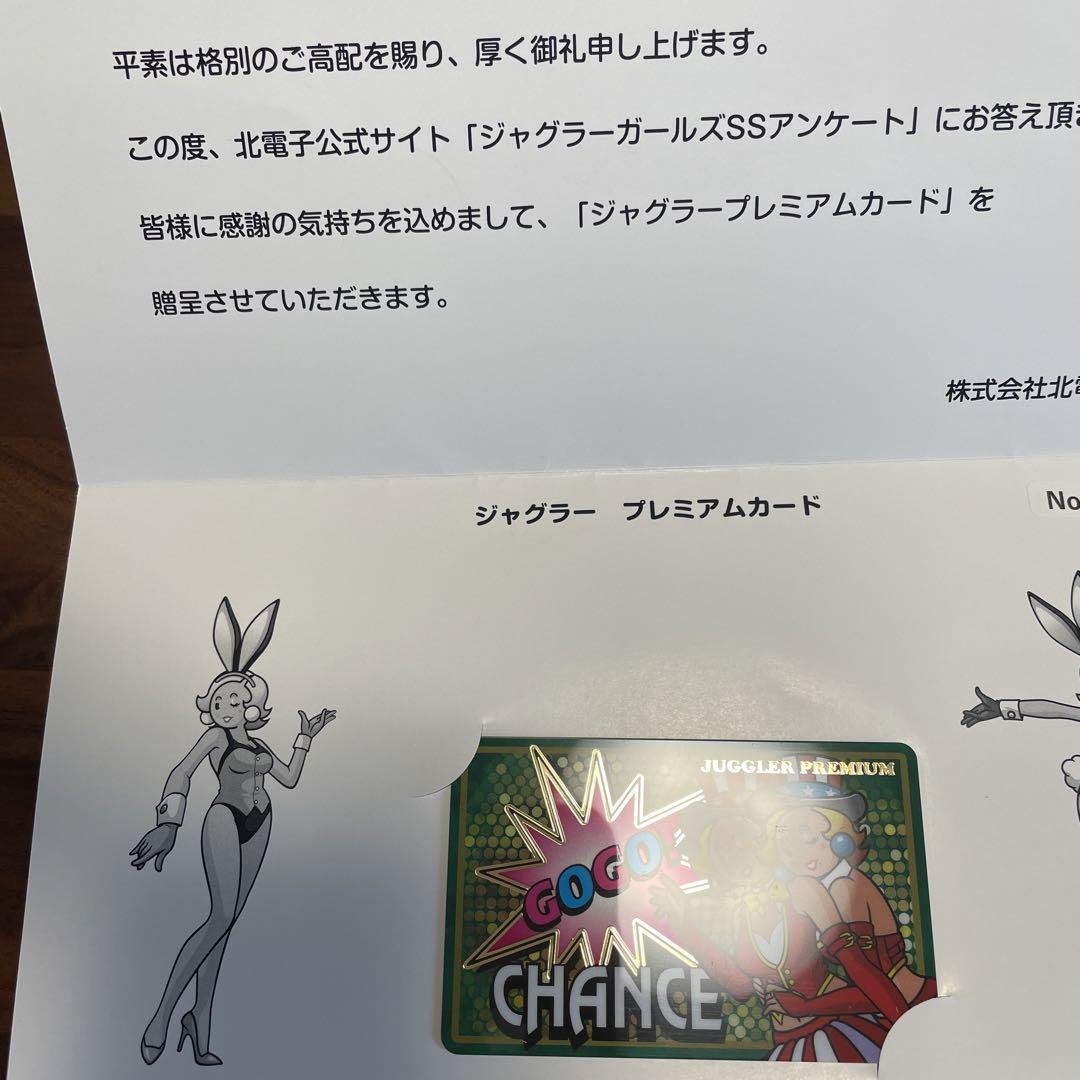 平素は格別のご高配を賜り、厚く御礼申し上げます。
この度、北電子公式サイト「ジャグラーガールズSSアンケート」にお答え頂
皆様に感謝の気持ちを込めまして、「ジャグラープレミアムカード」を
贈呈させていただきます。
株式会社北
ジャグラー プレミアムカード
No
JUGGLER PREMIUM
GOGO!
CHANCE